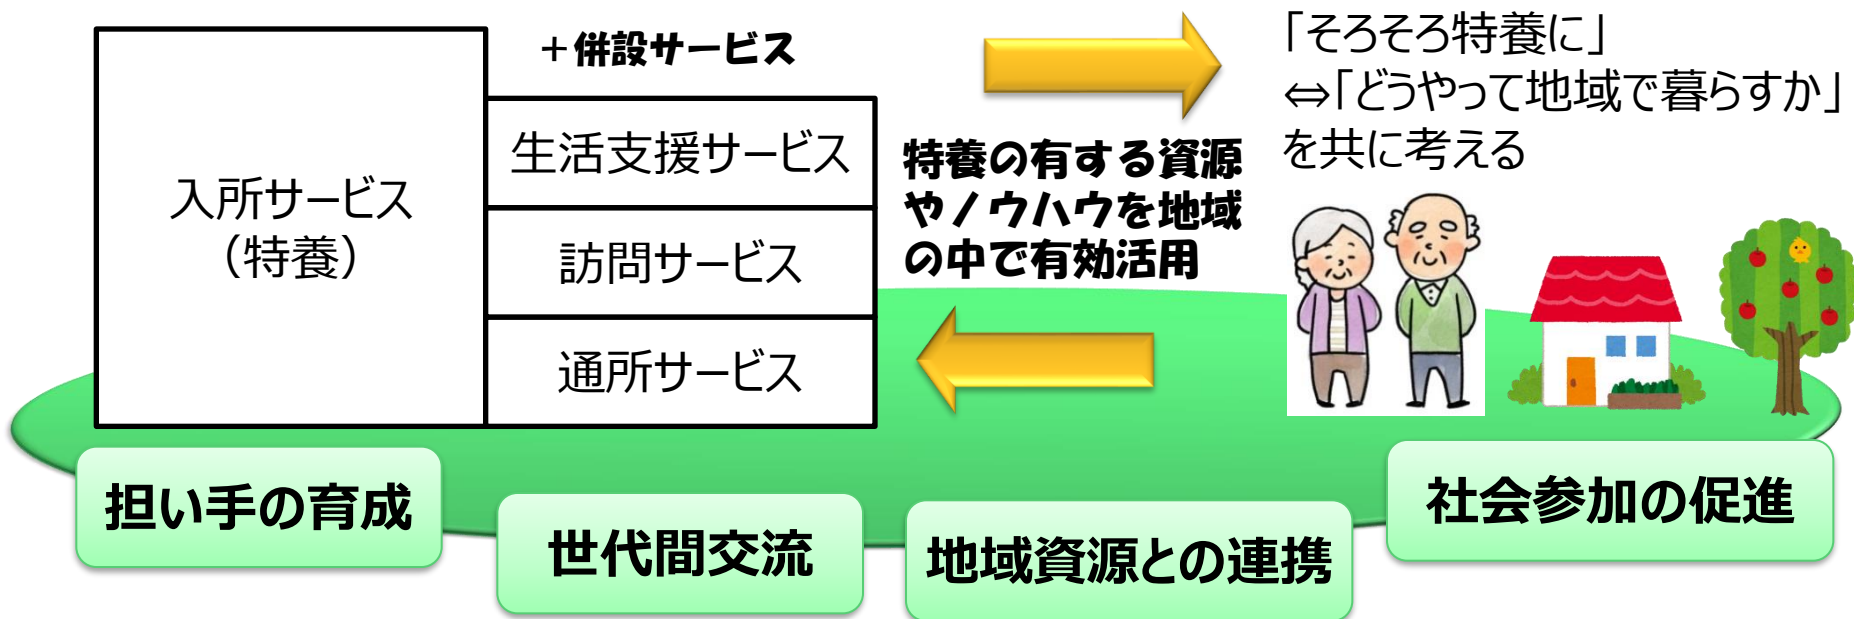 入所サービス
（特養）
＋併設サービス
生活支援サービス
訪問サービス
通所サービス
特養の有する資源
やノウハウを地域
の中で有効活用
「そろそろ特養に」
⇔「どうやって地域で暮らすか」
を共に考える
担い手の育成
世代間交流
地域資源との連携
社会参加の促進